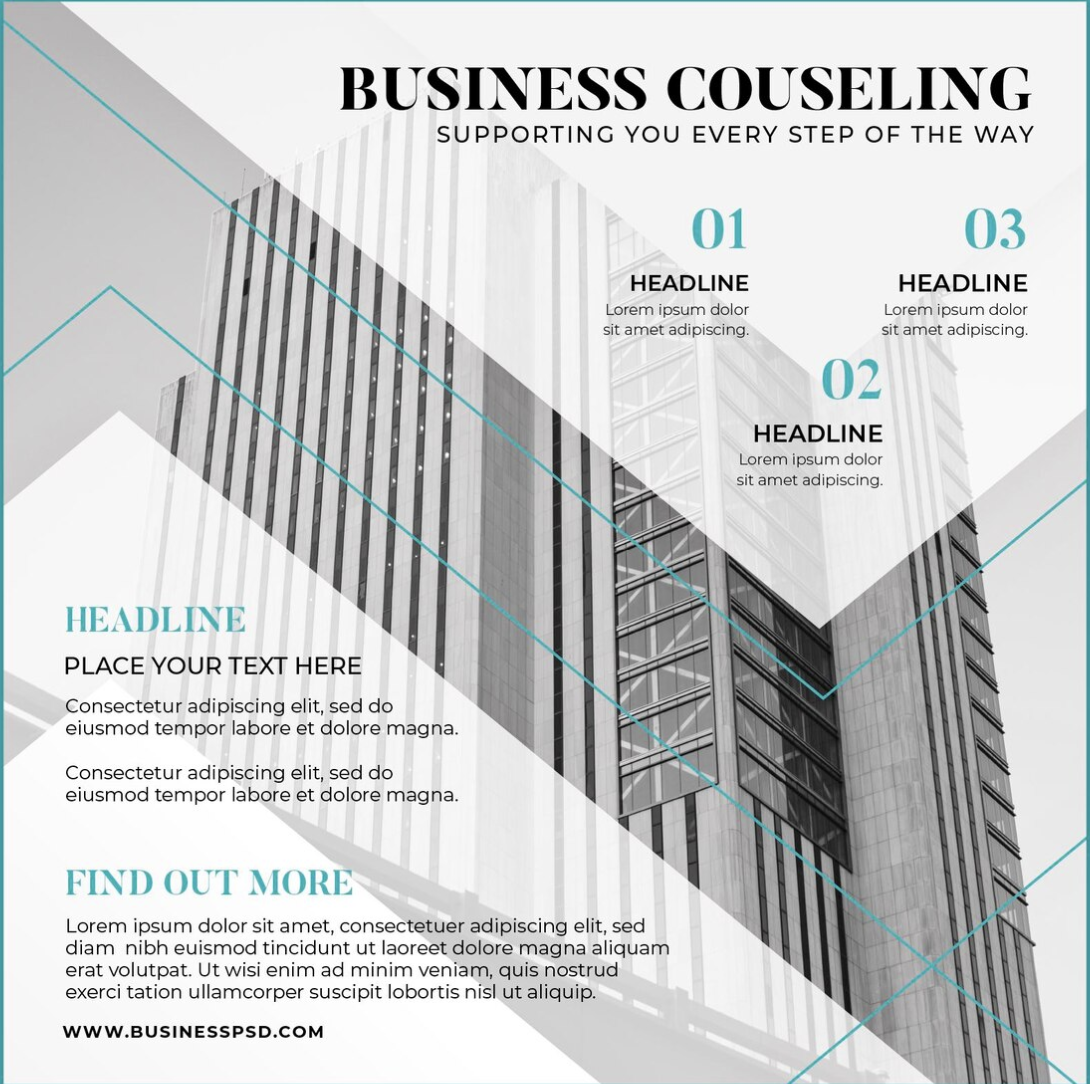 BUSINESS COUSELING
SUPPORTING YOU EVERY STEP OF THE WAY
01
HEADLINE
Lorem ipsum dolor
sit amet adipiscing.
02
HEADLINE
Lorem ipsum dolor
sit amet adipiscing.
03
HEADLINE
Lorem ipsum dolor
sit amet adipiscing.
HEADLINE
PLACE YOUR TEXT HERE
Consectetur adipiscing elit, sed do
eiusmod tempor labore et dolore magna.
Consectetur adipiscing elit, sed do
eiusmod tempor labore et dolore magna.
FIND OUT MORE
Lorem ipsum dolor sit amet, consectetuer adipiscing elit, sed
diam  nibh euismod tincidunt ut laoreet dolore magna aliquam
erat volutpat. Ut wisi enim ad minim veniam, quis nostrud
exerci tation ullamcorper suscipit lobortis nisl ut aliquip.
WWW.BUSINESSPSD.COM